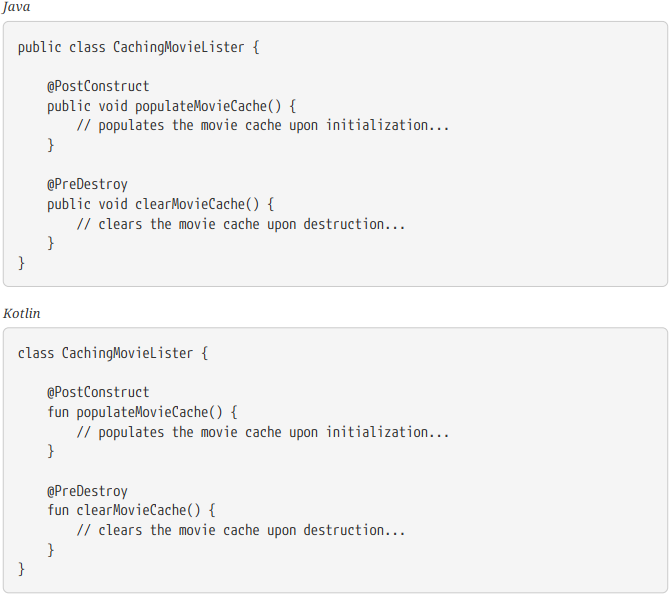 Java
public class CachingMovieLister {
    @PostConstruct
    public void populateMovieCache() {
        // populates the movie cache upon initialization...
    }
    @PreDestroy
    public void clearMovieCache() {
        // clears the movie cache upon destruction...
    }
}
Kotlin
class CachingMovieLister {
    @PostConstruct
    fun populateMovieCache() {
        // populates the movie cache upon initialization...
    }
    @PreDestroy
    fun clearMovieCache() {
        // clears the movie cache upon destruction...
    }
}